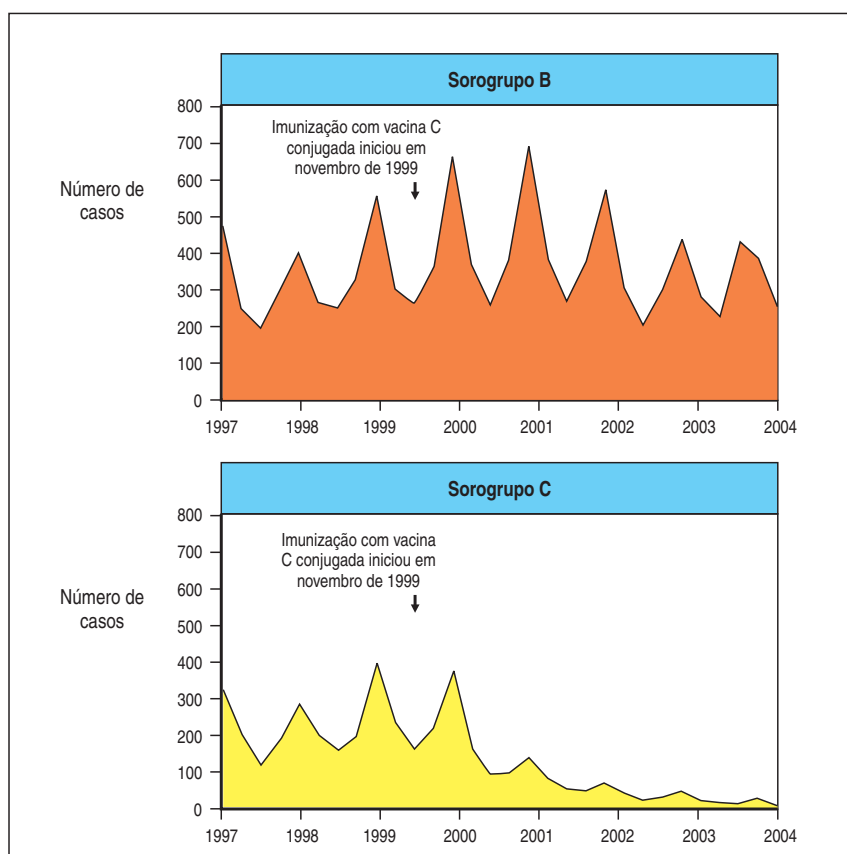 Sorogrupo B
800
700
600
500
400
300
200
100
0
Número de
casos
Imunização com vacina C
conjugada iniciou em
novembro de 1999
1997 1998 1999 2000 2001 2002 2003 2004
Sorogrupo C
800
700
600
500
400
300
200
100
0
Número de
casos
Imunização com vacina
C conjugada iniciou em
novembro de 1999
1997 1998 1999 2000 2001 2002 2003 2004